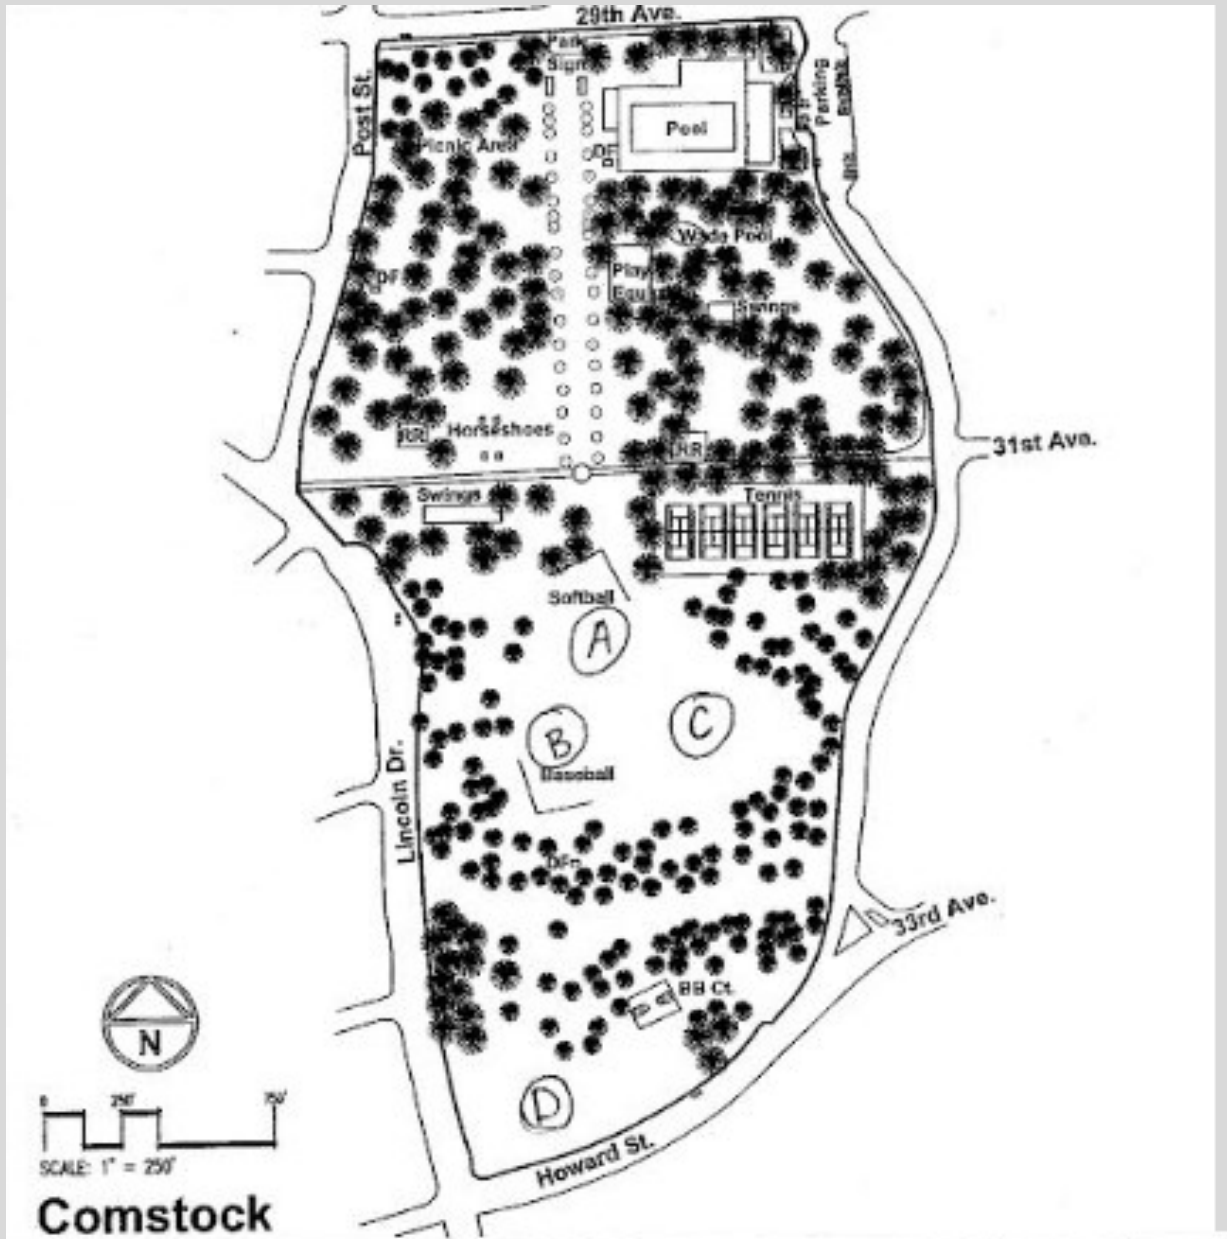 29th Ave.
Park
Sign
Post St.
Parking
Pool
DF
Picnic Area
Wade Pool
DF
Play
Equip
Swings
RR
Horseshoes
RR
31st Ave.
Swings
Tennis
Softball
A
B
C
Baseball
Lincoln Dr.
33rd Ave.
BB Ct.
N
D
Howard St.
0 250' 750'
SCALE: 1" = 250'
Comstock